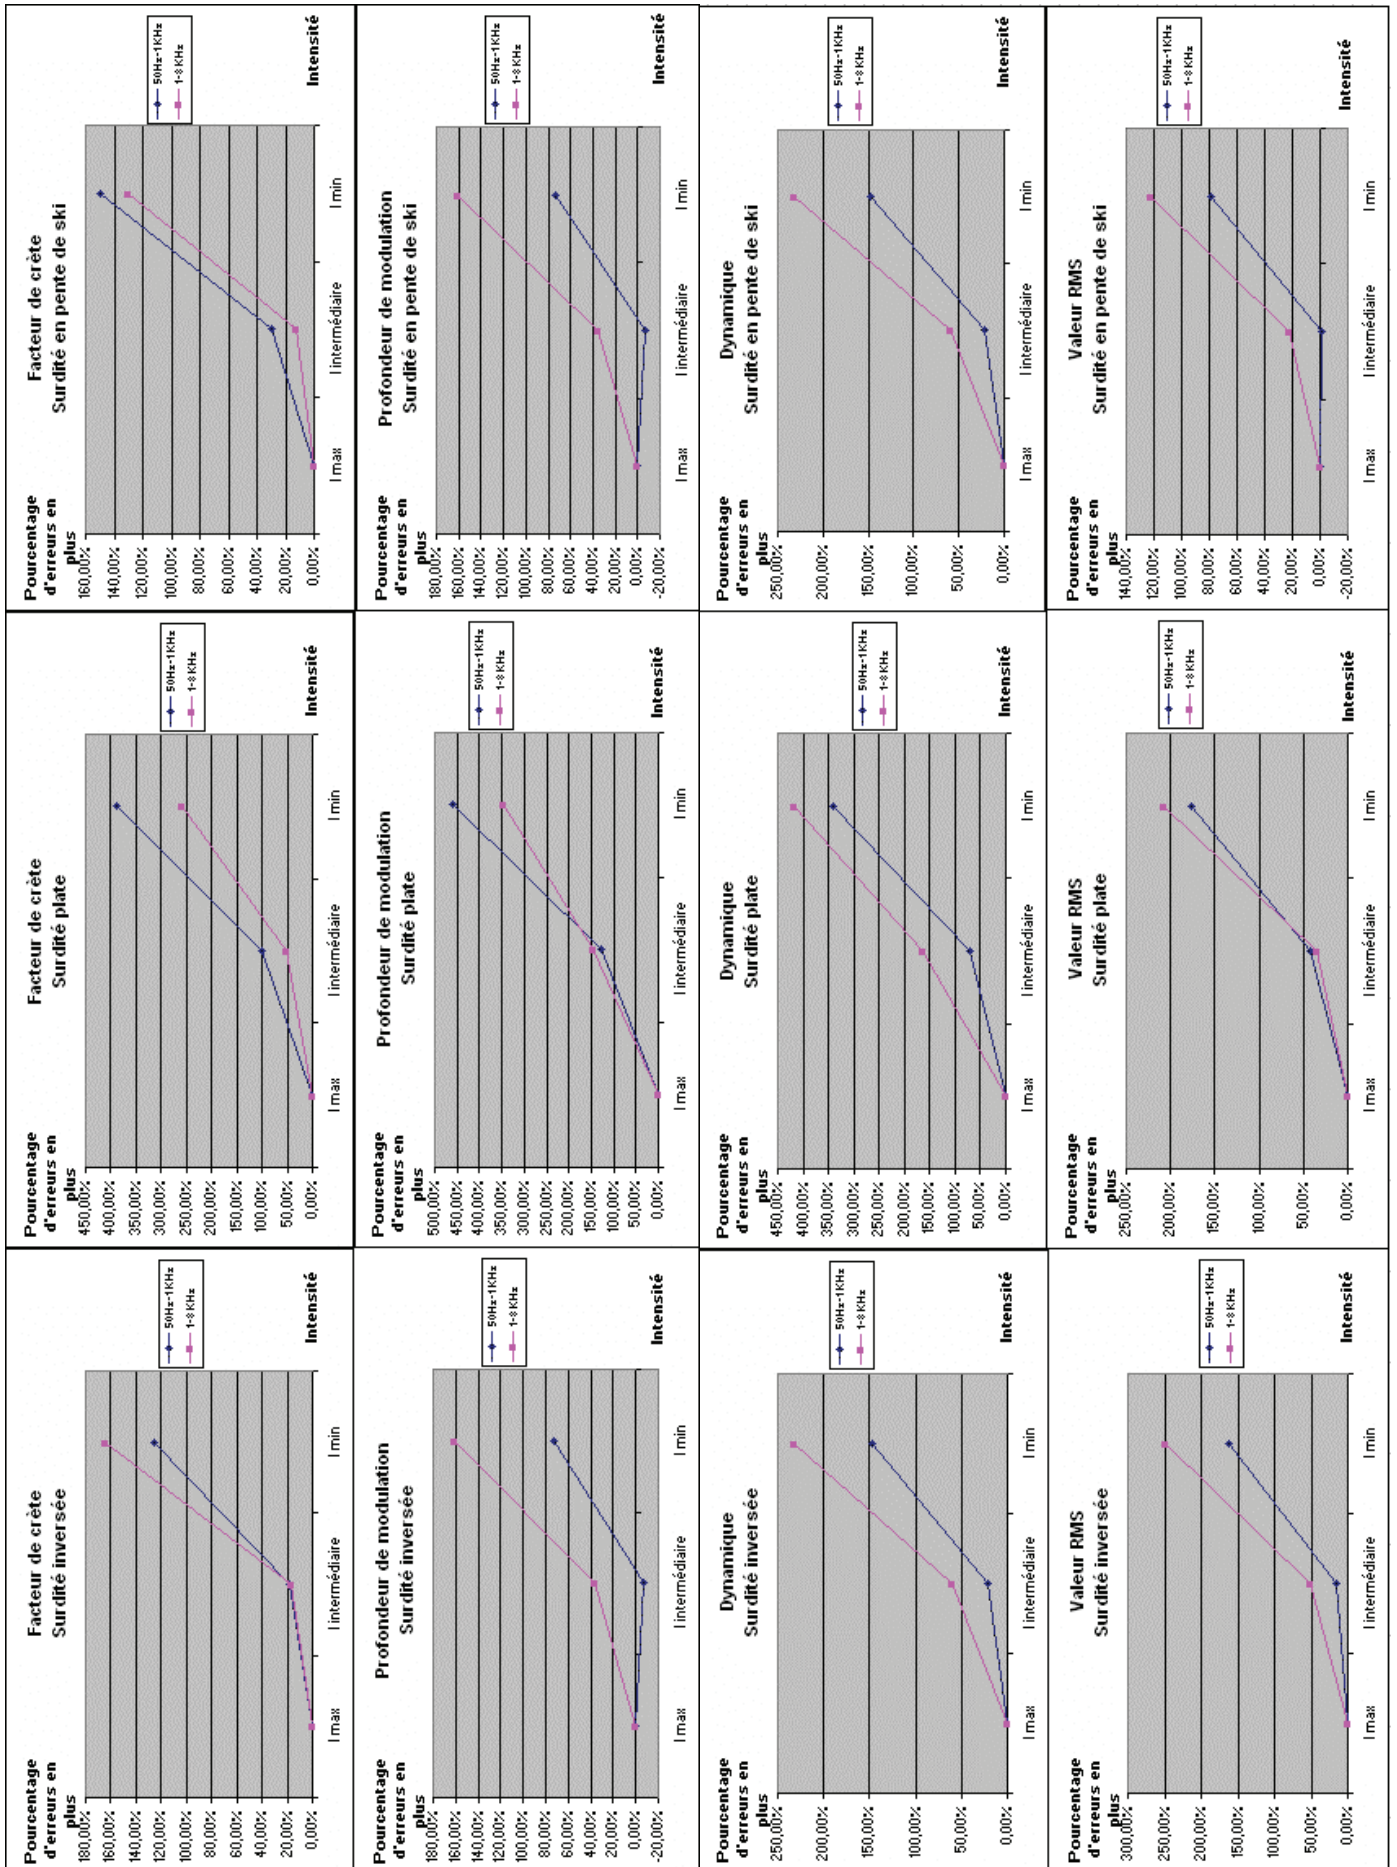 Pourcentage
d'erreurs en
plus
Facteur de crète
Surdité inversée
180,00%
160,00%
140,00%
120,00%
100,00%
80,00%
60,00%
40,00%
20,00%
0,00%
I max
I intermédiaire
I min
50Hz-1KHz
1-8KHz
Intensité
Pourcentage
d'erreurs en
plus
Facteur de crète
Surdité plate
450,00%
400,00%
350,00%
300,00%
250,00%
200,00%
150,00%
100,00%
50,00%
0,00%
I max
I intermédiaire
I min
50Hz-1KHz
1-8KHz
Intensité
Pourcentage
d'erreurs en
plus
Facteur de crète
Surdité en pente de ski
160,00%
140,00%
120,00%
100,00%
80,00%
60,00%
40,00%
20,00%
0,00%
I max
I intermédiaire
I min
50Hz-1KHz
1-8KHz
Intensité
Pourcentage
d'erreurs en
plus
Profondeur de modulation
Surdité inversée
180,00%
160,00%
140,00%
120,00%
100,00%
80,00%
60,00%
40,00%
20,00%
0,00%
-20,00%
I max
I intermédiaire
I min
50Hz-1KHz
1-8KHz
Intensité
Pourcentage
d'erreurs en
plus
Profondeur de modulation
Surdité plate
500,00%
450,00%
400,00%
350,00%
300,00%
250,00%
200,00%
150,00%
100,00%
50,00%
0,00%
I max
I intermédiaire
I min
50Hz-1KHz
1-8KHz
Intensité
Pourcentage
d'erreurs en
plus
Profondeur de modulation
Surdité en pente de ski
180,00%
160,00%
140,00%
120,00%
100,00%
80,00%
60,00%
40,00%
20,00%
0,00%
-20,00%
I max
I intermédiaire
I min
50Hz-1KHz
1-8KHz
Intensité
Pourcentage
d'erreurs en
plus
Dynamique
Surdité inversée
250,00%
200,00%
150,00%
100,00%
50,00%
0,00%
I max
I intermédiaire
I min
50Hz-1KHz
1-8KHz
Intensité
Pourcentage
d'erreurs en
plus
Dynamique
Surdité plate
450,00%
400,00%
350,00%
300,00%
250,00%
200,00%
150,00%
100,00%
50,00%
0,00%
I max
I intermédiaire
I min
50Hz-1KHz
1-8KHz
Intensité
Pourcentage
d'erreurs en
plus
Dynamique
Surdité en pente de ski
250,00%
200,00%
150,00%
100,00%
50,00%
0,00%
I max
I intermédiaire
I min
50Hz-1KHz
1-8KHz
Intensité
Pourcentage
d'erreurs en
plus
Valeur RMS
Surdité inversée
300,00%
250,00%
200,00%
150,00%
100,00%
50,00%
0,00%
I max
I intermédiaire
I min
50Hz-1KHz
1-8KHz
Intensité
Pourcentage
d'erreurs en
plus
Valeur RMS
Surdité plate
250,00%
200,00%
150,00%
100,00%
50,00%
0,00%
I max
I intermédiaire
I min
50Hz-1KHz
1-8KHz
Intensité
Pourcentage
d'erreurs en
plus
Valeur RMS
Surdité en pente de ski
140,00%
120,00%
100,00%
80,00%
60,00%
40,00%
20,00%
0,00%
-20,00%
I max
I intermédiaire
I min
50Hz-1KHz
1-8KHz
Intensité